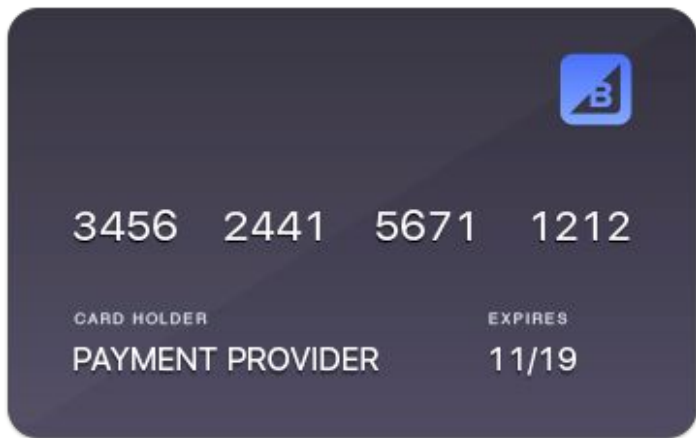 B
3456 2441 5671 1212
CARD HOLDER EXPIRES
PAYMENT PROVIDER 11/19